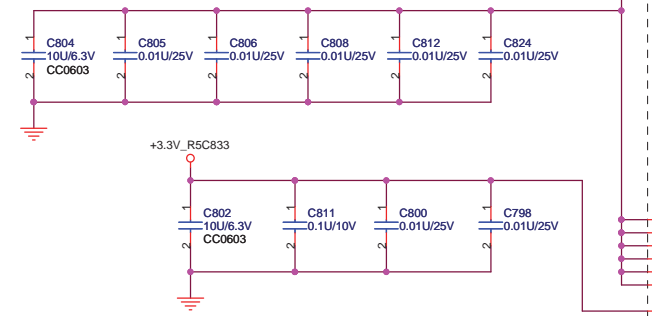 1 C804 1 C805 1 C806 1 C808 1 C812 1 C824
10U/6.3V 0.01U/25V 0.01U/25V 0.01U/25V 0.01U/25V 0.01U/25V
2 CC0603 2 2 2 2 2
+3.3V_R5C833
1 C802 1 C811 1 C800 1 C798
10U/6.3V 0.1U/10V 0.01U/25V 0.01U/25V
2 CC0603 2 2 2